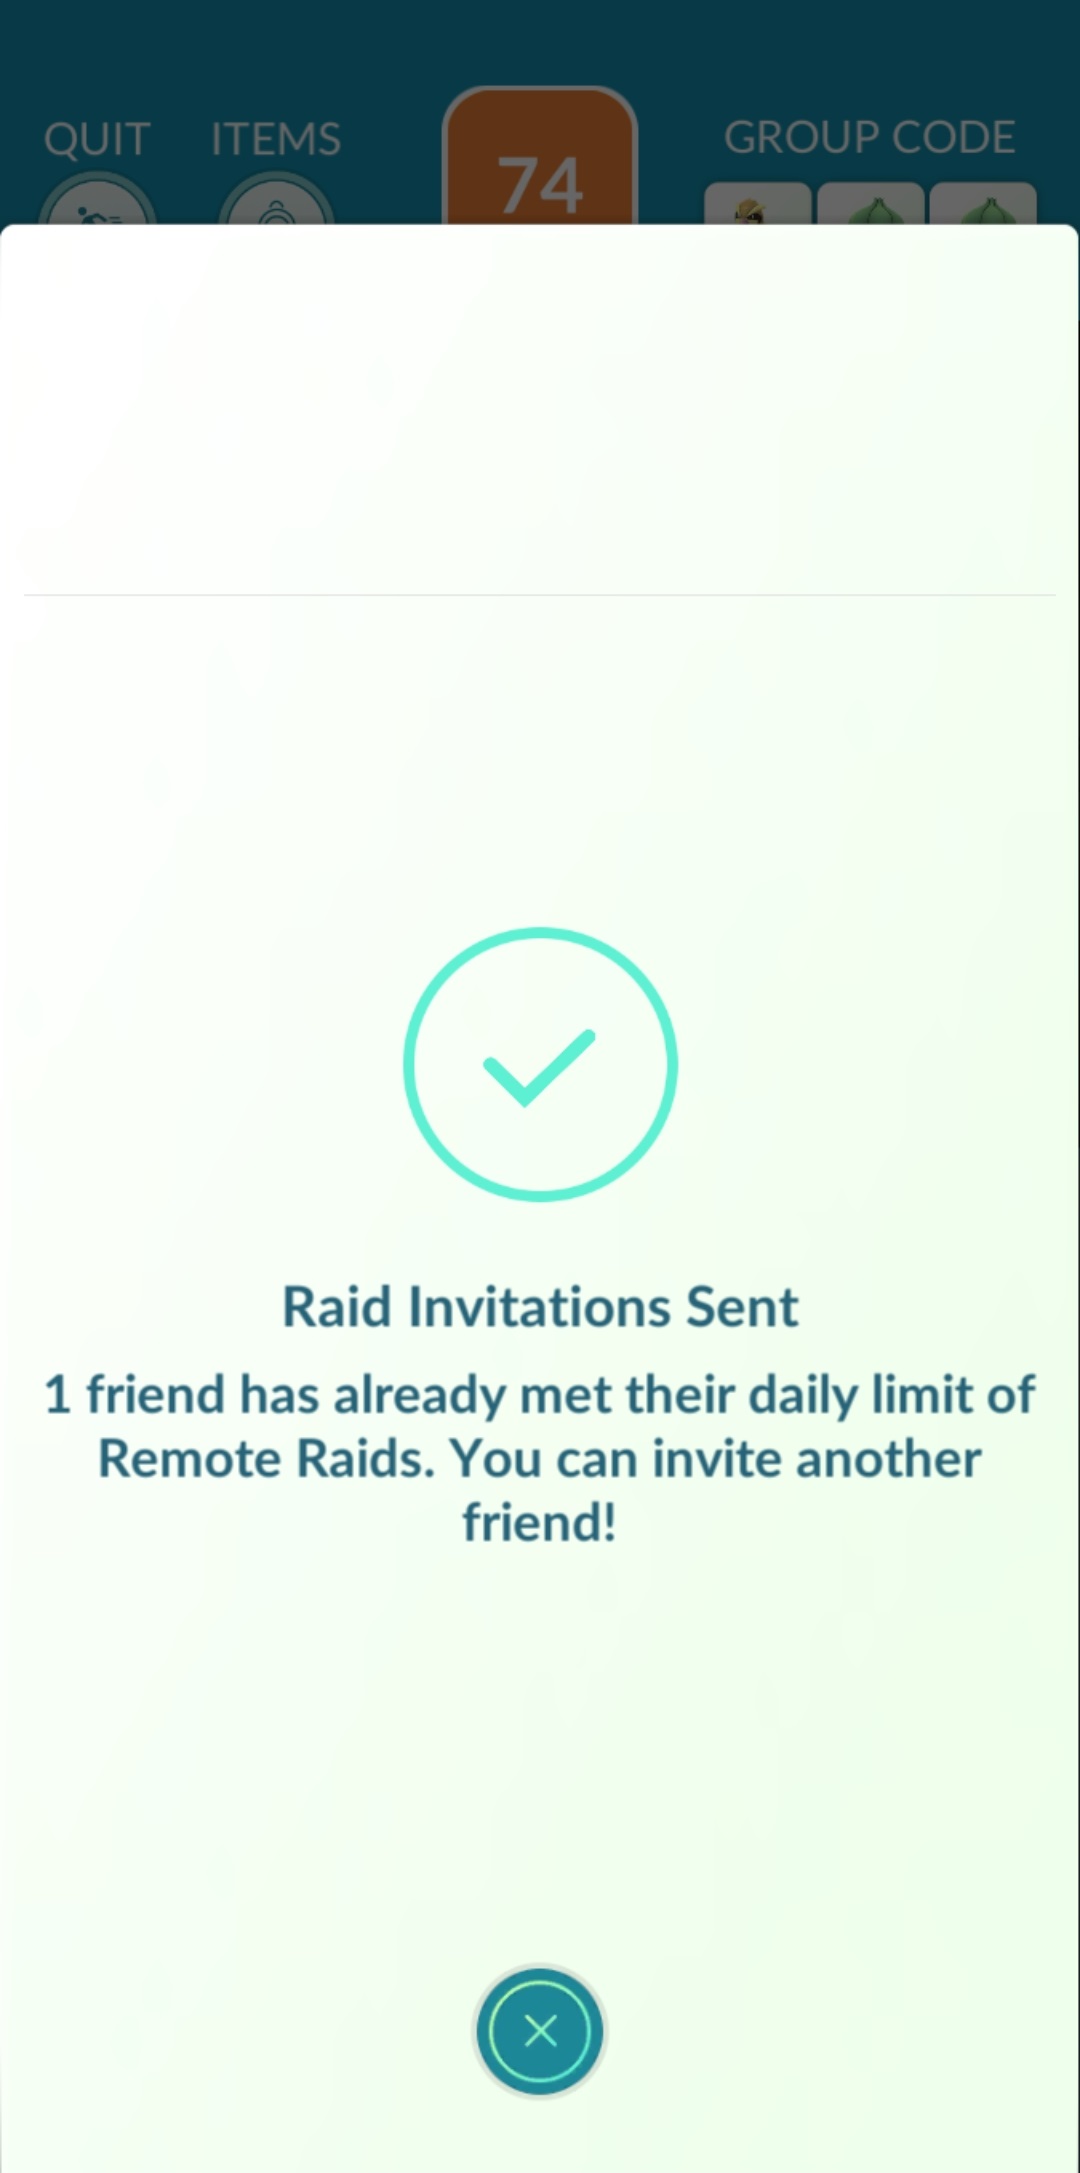 QUIT ITEMS 74 GROUP CODE
Raid Invitations Sent
1 friend has already met their daily limit of
Remote Raids. You can invite another
friend!